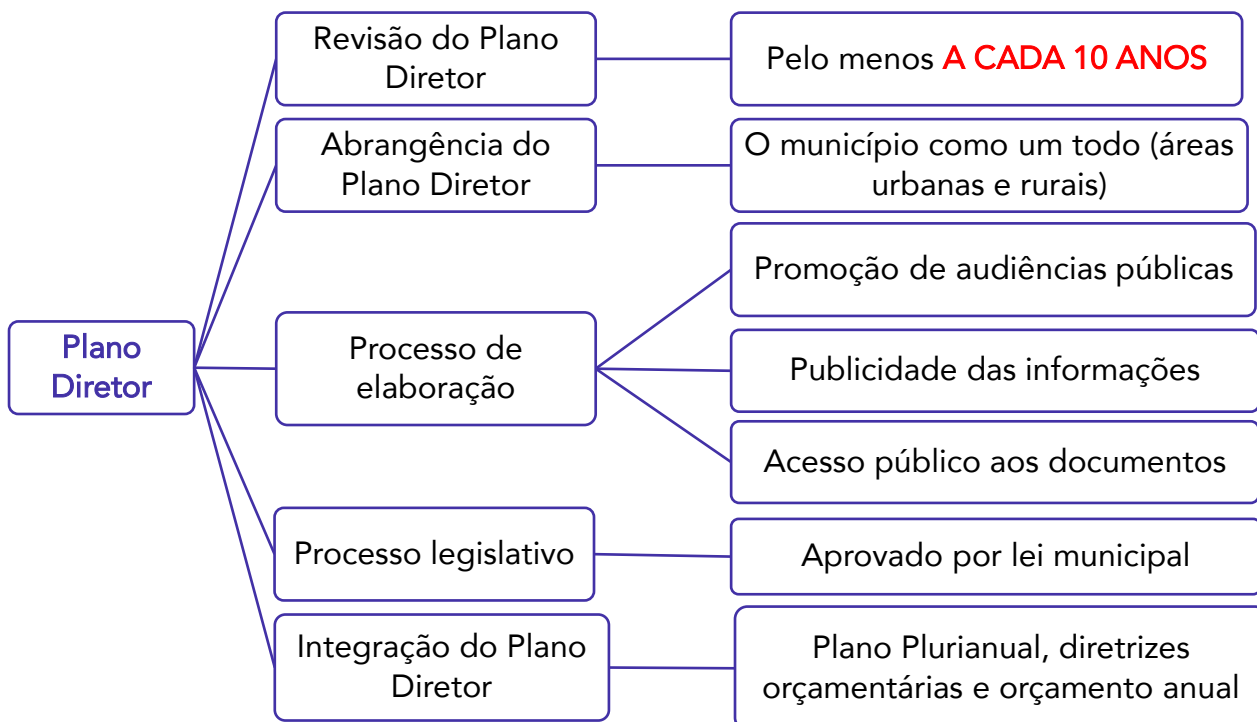 Plano
Diretor
Revisão do Plano
Diretor
Pelo menos A CADA 10 ANOS
Abrangência do
Plano Diretor
O município como um todo (áreas
urbanas e rurais)
Processo de
elaboração
Promoção de audiências públicas
Publicidade das informações
Acesso público aos documentos
Processo legislativo
Aprovado por lei municipal
Integração do Plano
Diretor
Plano Plurianual, diretrizes
orçamentárias e orçamento anual